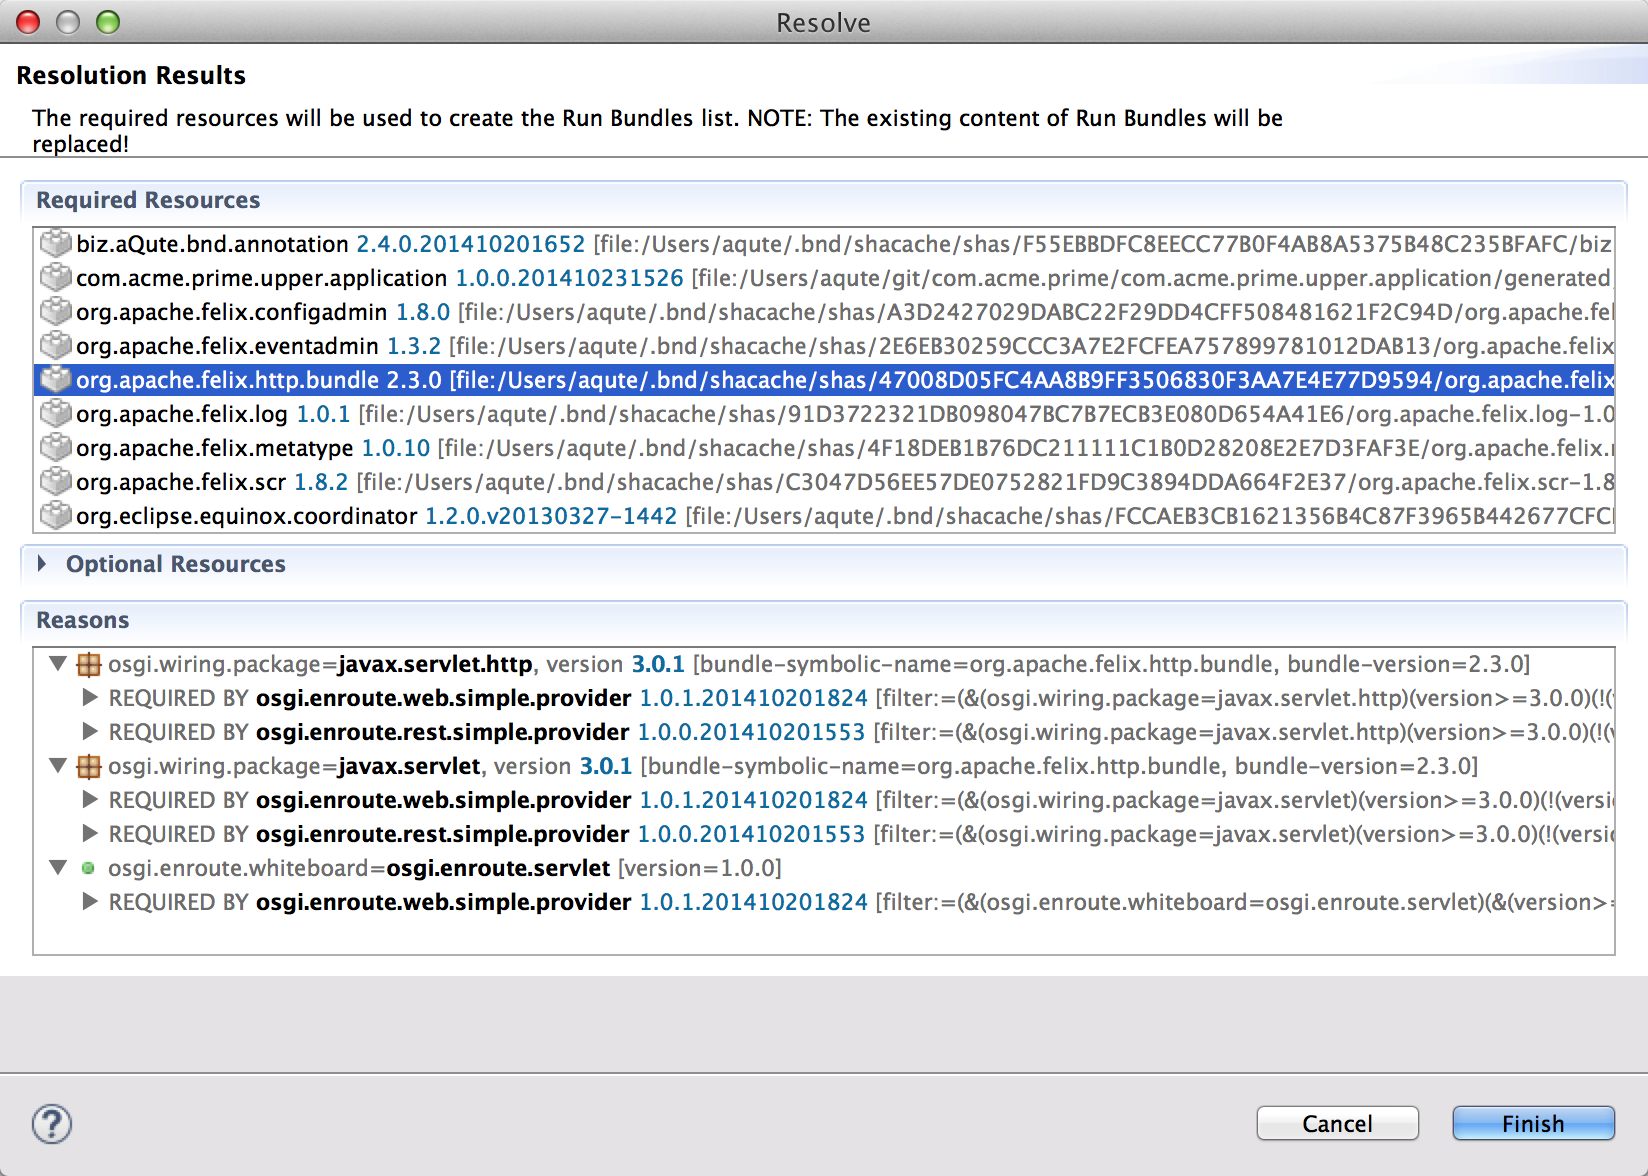 Resolve
Resolution Results
The required resources will be used to create the Run Bundles list. NOTE: The existing content of Run Bundles will be
replaced!
Required Resources
biz.aQute.bnd.annotation 2.4.0.201410201652 [file:/Users/aqute/.bnd/shacache/shas/F55EBBDFC8EECC77B0F4AB8A5375B48C235BFAFC/biz
com.acme.prime.upper.application 1.0.0.201410231526 [file:/Users/aqute/git/com.acme.prime/com.acme.prime.upper.application/generated/
org.apache.felix.configadmin 1.8.0 [file:/Users/aqute/.bnd/shacache/shas/A3D2427029DABC22F29DD4CFF508481621F2C94D/org.apache.fel
org.apache.felix.eventadmin 1.3.2 [file:/Users/aqute/.bnd/shacache/shas/2E6EB30259CCC3A7E2FCFEA757899781012DAB13/org.apache.felix
org.apache.felix.http.bundle 2.3.0 [file:/Users/aqute/.bnd/shacache/shas/47008D05FC4AA8B9FF3506830F3AA7E4E77D9594/org.apache.felix
org.apache.felix.log 1.0.1 [file:/Users/aqute/.bnd/shacache/shas/91D3722321DB098047BC7B7ECB3E080D654A41E6/org.apache.felix.log-1.0
org.apache.felix.metatype 1.0.10 [file:/Users/aqute/.bnd/shacache/shas/4F18DEB1B76DC211111C1B0D28208E2E7D3FAF3E/org.apache.felix.
org.apache.felix.scr 1.8.2 [file:/Users/aqute/.bnd/shacache/shas/C3047D56EE57DE0752821FD9C3894DDA664F2E37/org.apache.felix.scr-1.8
org.eclipse.equinox.coordinator 1.2.0.v20130327-1442 [file:/Users/aqute/.bnd/shacache/shas/FCCAEB3CB1621356B4C87F3965B442677CFC
Optional Resources
Reasons
osgi.wiring.package=javax.servlet.http, version 3.0.1 [bundle-symbolic-name=org.apache.felix.http.bundle, bundle-version=2.3.0]
REQUIRED BY osgi.enroute.web.simple.provider 1.0.1.201410201824 [filter:=(&(osgi.wiring.package=javax.servlet.http)(version>=3.0.0)(!(
REQUIRED BY osgi.enroute.rest.simple.provider 1.0.0.201410201553 [filter:=(&(osgi.wiring.package=javax.servlet.http)(version>=3.0.0)(!(
osgi.wiring.package=javax.servlet, version 3.0.1 [bundle-symbolic-name=org.apache.felix.http.bundle, bundle-version=2.3.0]
REQUIRED BY osgi.enroute.web.simple.provider 1.0.1.201410201824 [filter:=(&(osgi.wiring.package=javax.servlet)(version>=3.0.0)(!(versi
REQUIRED BY osgi.enroute.rest.simple.provider 1.0.0.201410201553 [filter:=(&(osgi.wiring.package=javax.servlet)(version>=3.0.0)(!(versi
osgi.enroute.whiteboard=osgi.enroute.servlet [version=1.0.0]
REQUIRED BY osgi.enroute.web.simple.provider 1.0.1.201410201824 [filter:=(&(osgi.enroute.whiteboard=osgi.enroute.servlet)(&(version>=
?
Cancel
Finish